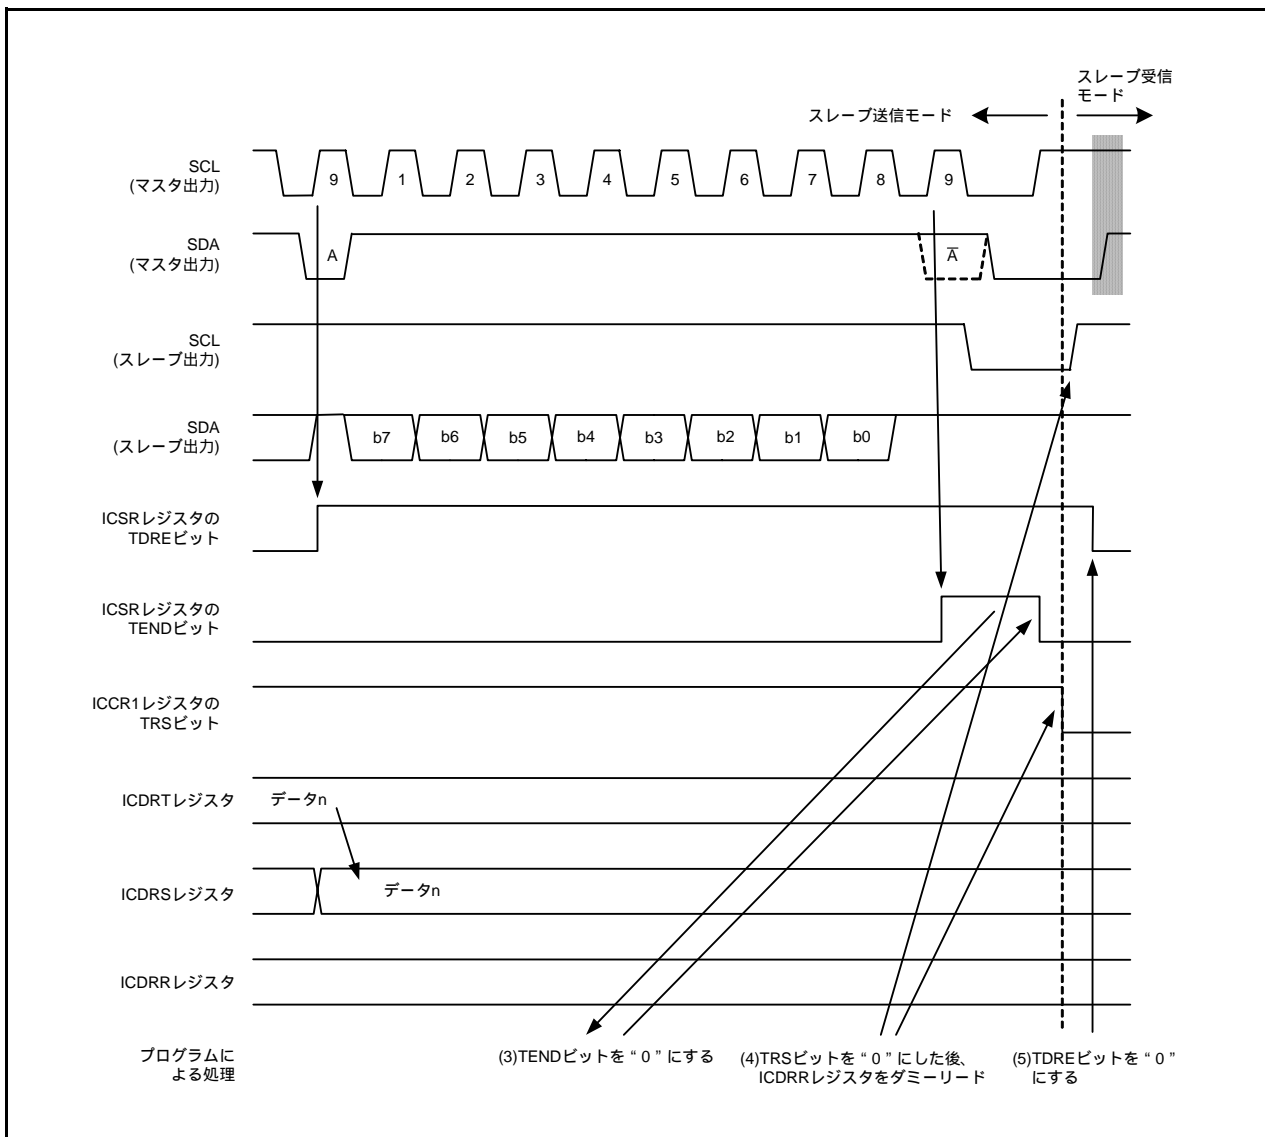 スレーブ受信
モード
スレーブ送信モード
SCL
(マスタ出力)
9 1 2 3 4 5 6 7 8 9
SDA
(マスタ出力)
A A̅
SCL
(スレーブ出力)
SDA
(スレーブ出力)
b7 b6 b5 b4 b3 b2 b1 b0
ICSRレジスタの
TDREビット
ICSRレジスタの
TENDビット
ICCR1レジスタの
TRSビット
ICDRTレジスタ データn
ICDRSレジスタ データn
ICDRRレジスタ
プログラムに
よる処理
(3)TENDビットを“0”にする
(4)TRSビットを“0”にした後、
ICDRRレジスタをダミーリード
(5)TDREビットを“0”
にする